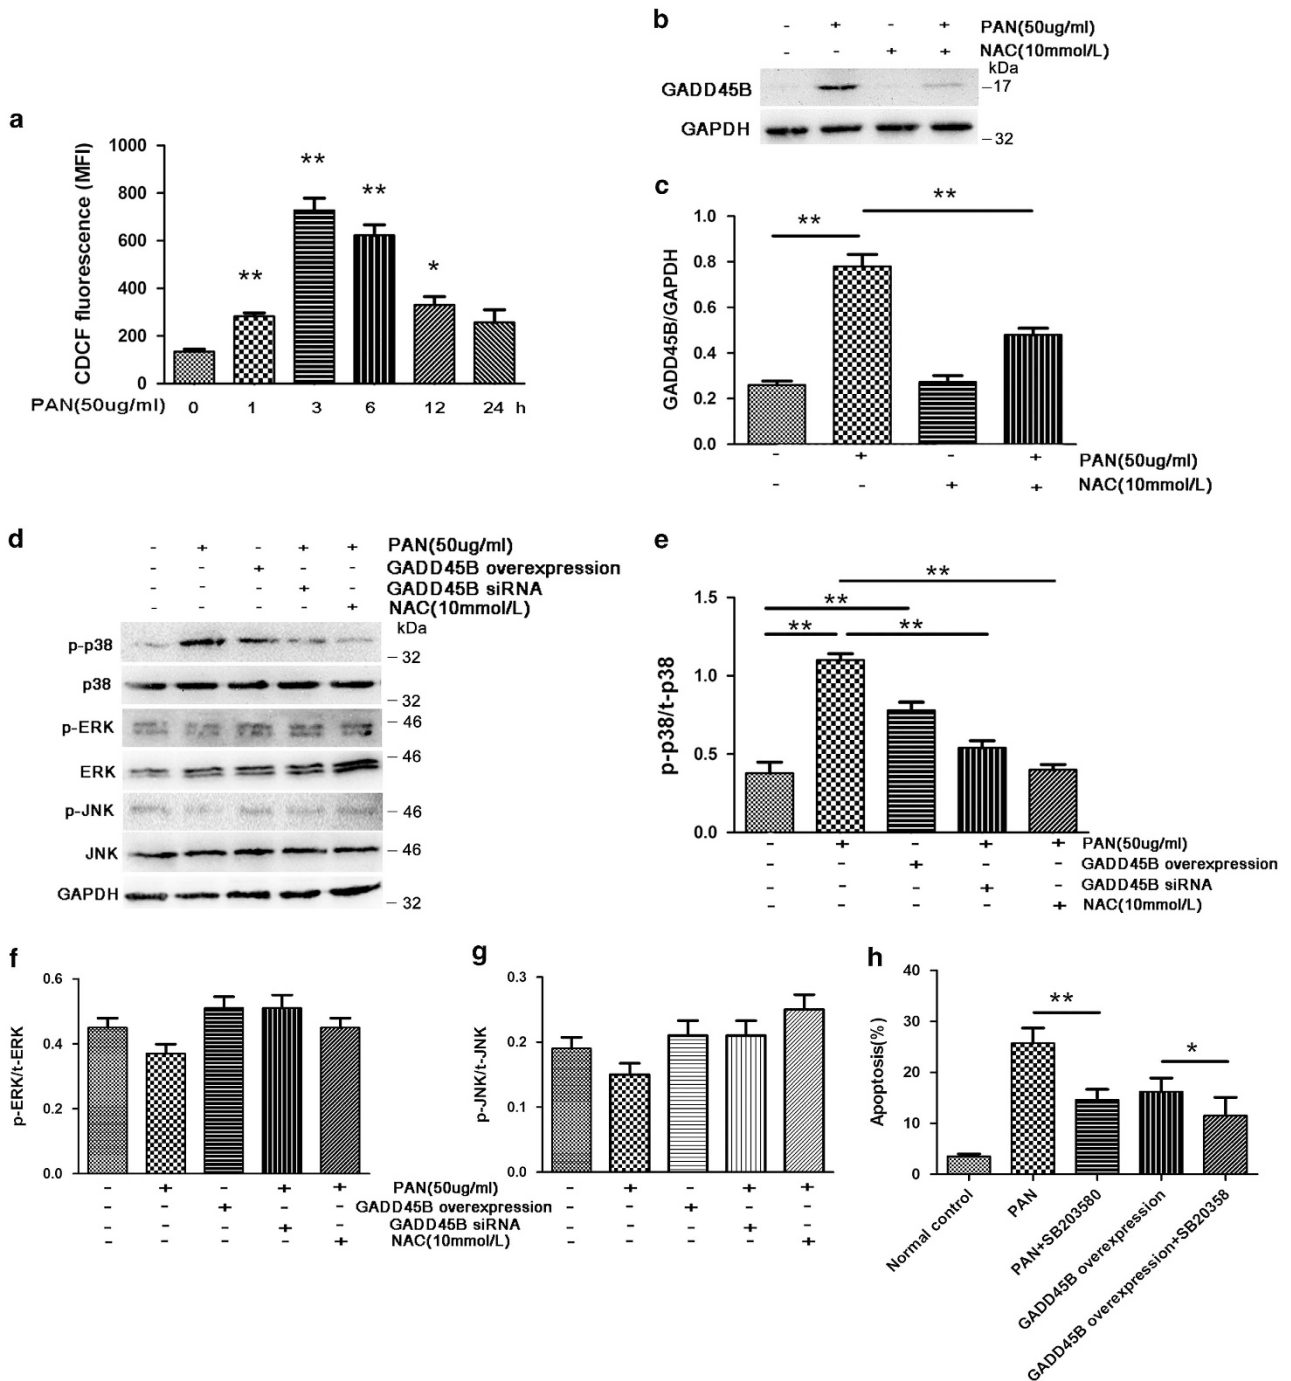 a
CDCF fluorescence (MFI)
1000
800
600
400
200
0
**
**
**
*
PAN(50ug/ml) 0 1 3 6 12 24 h
b
- + - + PAN(50ug/ml)
- - + + NAC(10mmol/L)
kDa
GADD45B -17
GAPDH -32
c
GADD45B/GAPDH
1.0
0.8
0.6
0.4
0.2
0.0
**
**
- + - + PAN(50ug/ml)
- - + + NAC(10mmol/L)
d
- + - + + PAN(50ug/ml)
- - + - - GADD45B overexpression
- - - + - GADD45B siRNA
- - - - + NAC(10mmol/L)
kDa
p-p38 - 32
p38 - 32
p-ERK - 46
ERK - 46
p-JNK - 46
JNK - 46
GAPDH - 32
e
p-p38/t-p38
1.5
1.0
0.5
0.0
**
**
** **
- + - + + PAN(50ug/ml)
- - + - - GADD45B overexpression
- - - + - GADD45B siRNA
- - - - + NAC(10mmol/L)
f
p-ERK/t-ERK
0.6
0.4
0.2
0.0
g
p-JNK/t-JNK
0.3
0.2
0.1
0.0
- + - + + PAN(50ug/ml) - + - + +
- - + - - GADD45B overexpression - - + - -
- - - + - GADD45B siRNA - - - + -
- - - - + NAC(10mmol/L) - - - - +
h
Apoptosis(%)
40
30
20
10
0
**
*
Normal control
PAN
PAN+SB203580
GADD45B overexpression
GADD45B overexpression+SB20358